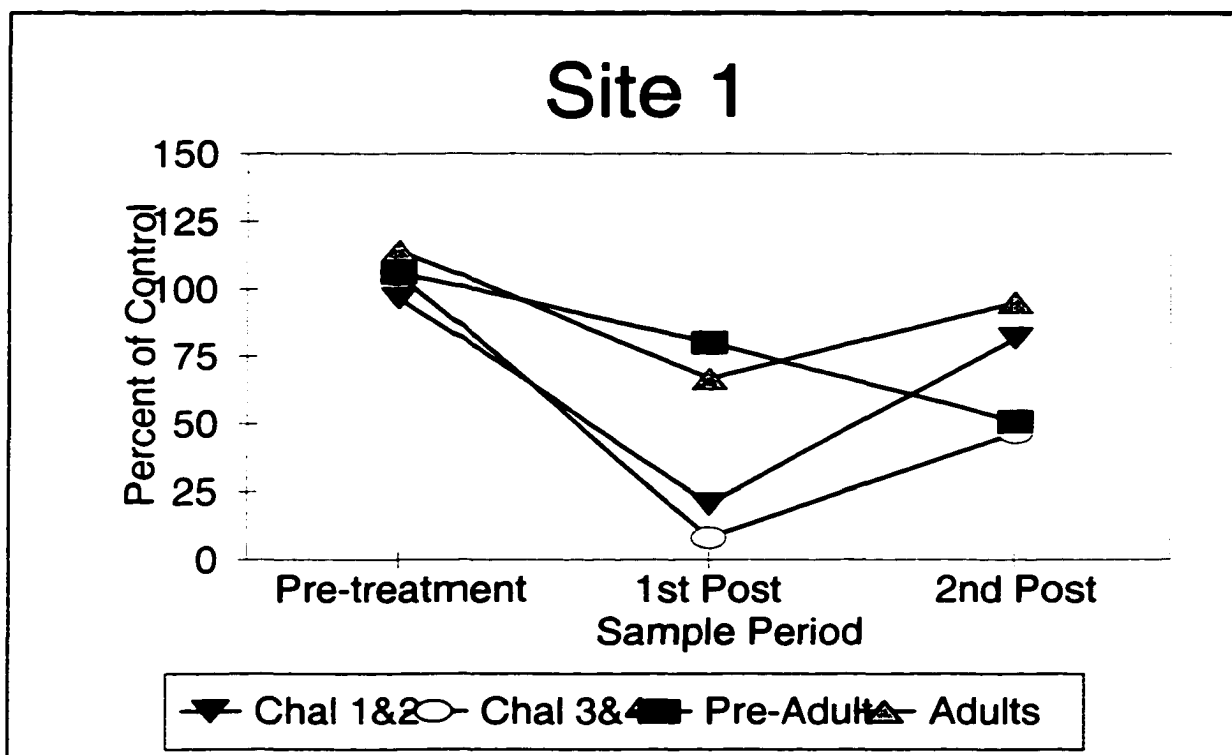 Site 1
150
125
100
75
50
25
0
Percent of Control
Pre-treatment 1st Post 2nd Post
Sample Period
Chal 1&2 Chal 3& Pre-Adult Adults